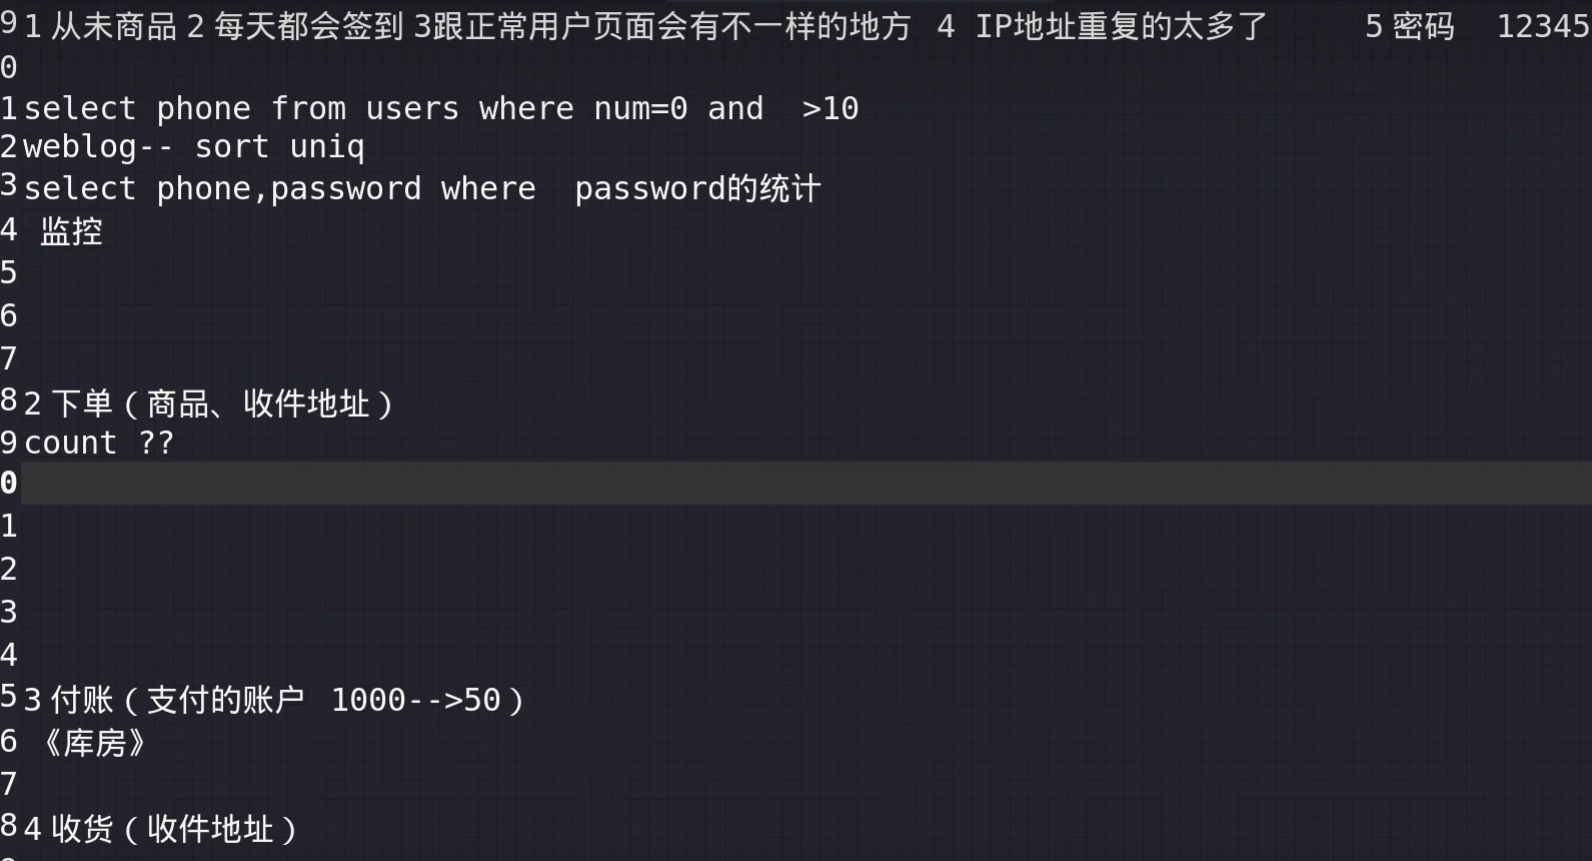 9 1 从未商品 2 每天都会签到 3跟正常用户页面会有不一样的地方 4 IP地址重复的太多了 5 密码 12345
0
1 select phone from users where num=0 and >10
2 weblog-- sort uniq
3 select phone,password where password的统计
4 监控
5
6
7
8 2 下单（商品、收件地址）
9 count ??
0
1
2
3
4
5 3 付账（支付的账户 1000-->50）
6 《库房》
7
8 4 收货（收件地址）